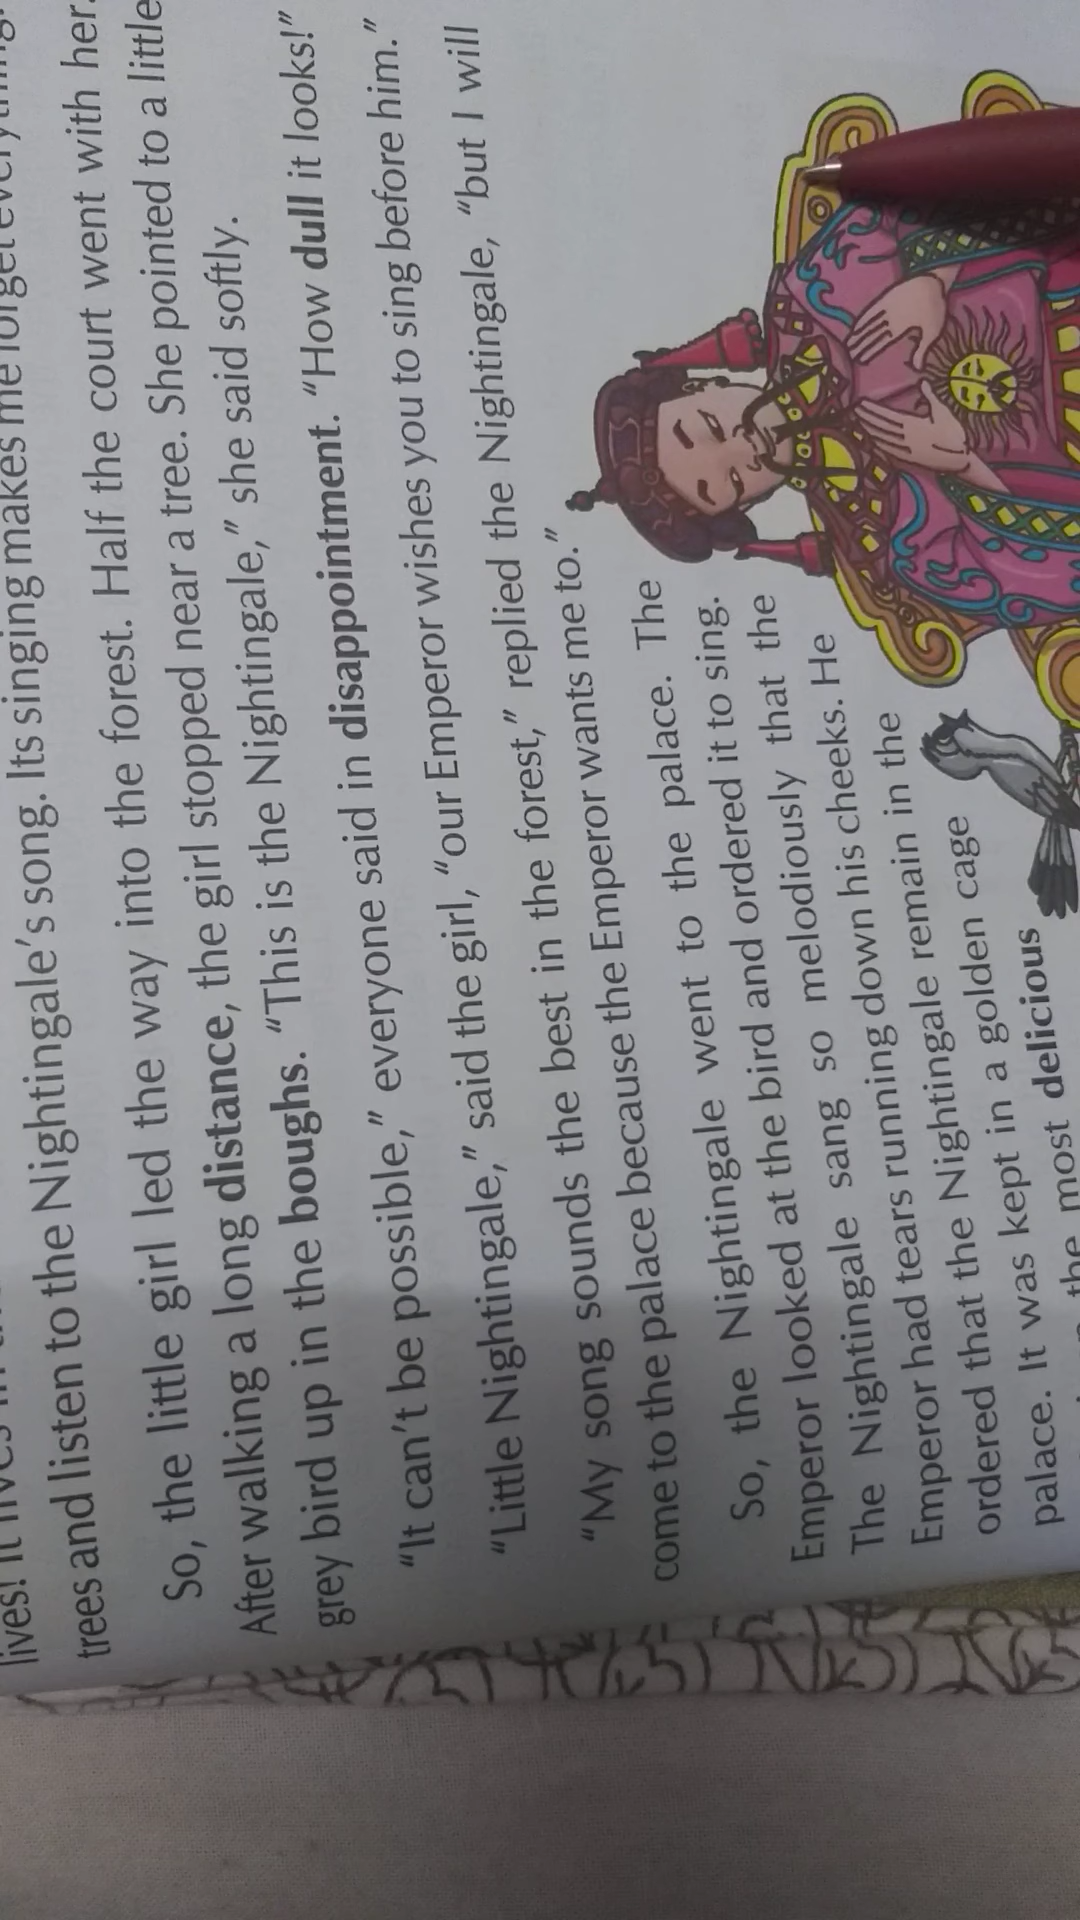 trees and listen to the Nightingale's song. Its singing makes me forget everything.
So, the little girl led the way into the forest. Half the court went with her.
After walking a long distance, the girl stopped near a tree. She pointed to a little
grey bird up in the boughs. "This is the Nightingale," she said softly.
"It can't be possible," everyone said in disappointment. "How dull it looks!"
"Little Nightingale," said the girl, "our Emperor wishes you to sing before him."
"My song sounds the best in the forest," replied the Nightingale, "but I will
come to the palace because the Emperor wants me to."
So, the Nightingale went to the palace. The
Emperor looked at the bird and ordered it to sing.
The Nightingale sang so melodiously that the
Emperor had tears running down his cheeks. He
ordered that the Nightingale remain in the
palace. It was kept in a golden cage
the most delicious